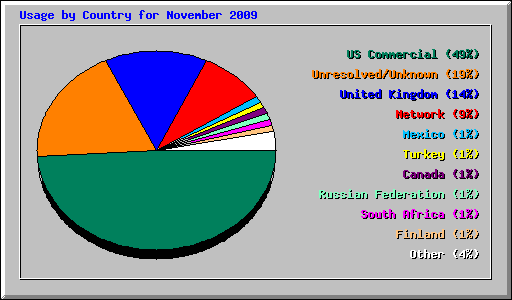 Usage by Country for November 2009
US Commercial (49%)
Unresolved/Unknown (19%)
United Kingdom (14%)
Network (9%)
Mexico (1%)
Turkey (1%)
Canada (1%)
Russian Federation (1%)
South Africa (1%)
Finland (1%)
Other (4%)